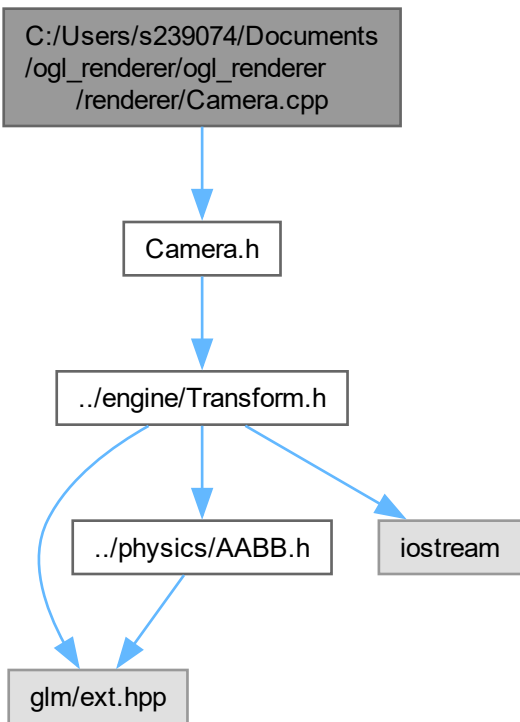 C:/Users/s239074/Documents
/ogl_renderer/ogl_renderer
/renderer/Camera.cpp
Camera.h
../engine/Transform.h
../physics/AABB.h
iostream
glm/ext.hpp